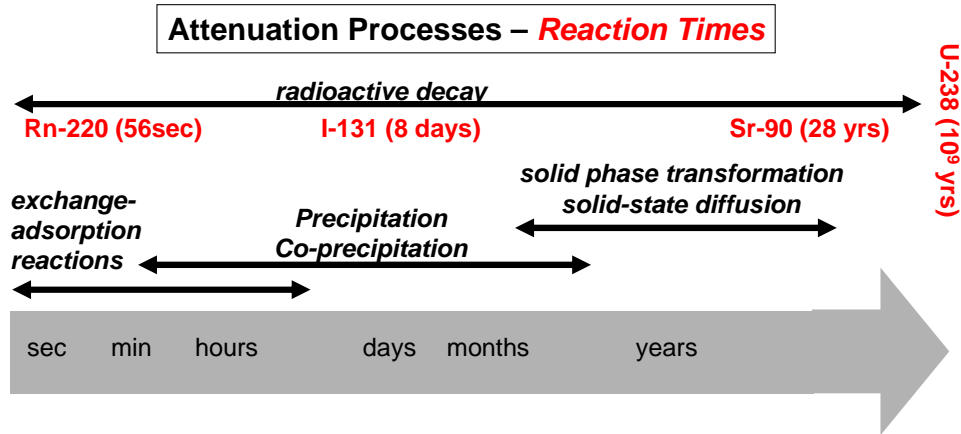 Attenuation Processes – Reaction Times
radioactive decay
Rn-220 (56sec)
I-131 (8 days)
Sr-90 (28 yrs)
U-238 (10⁹ yrs)
solid phase transformation
solid-state diffusion
exchange-
adsorption
reactions
Precipitation
Co-precipitation
sec min hours days months years